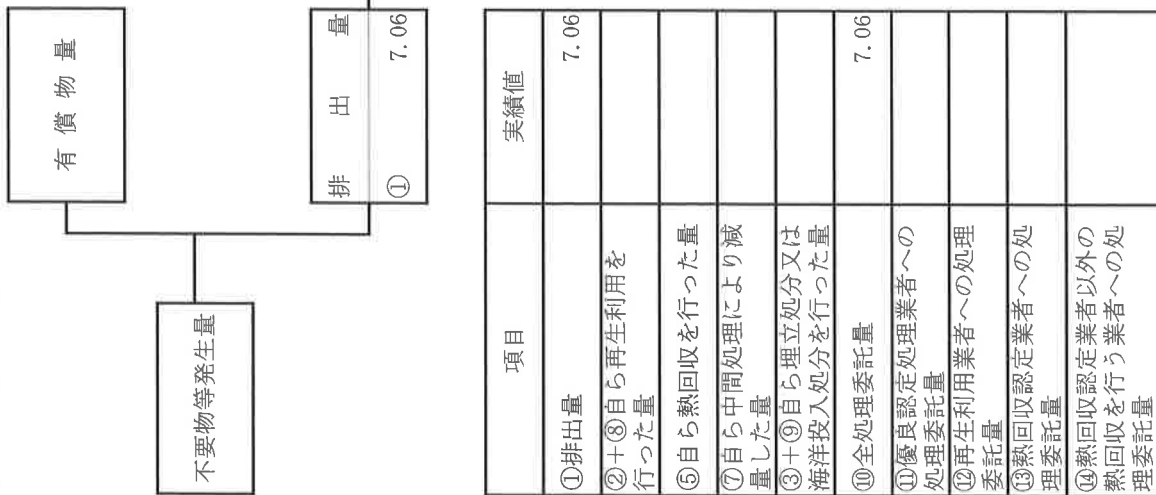 有償物量
不要物等発生量
排出量
① 7.06
項目 実績値
①排出量 7.06
②+⑧自ら再生利用を
行った量
⑤自ら熱回収を行った量
⑦自ら中間処理により減
量した量
③+⑨自ら埋立処分又は
海洋投入処分を行った量
⑩全処理委託量 7.06
⑪優良認定処理業者への
処理委託量
⑫再生利用業者への処理
委託量
⑬熱回収認定業者への処
理委託量
⑭熱回収認定業者以外の
熱回収を行う業者への処
理委託量